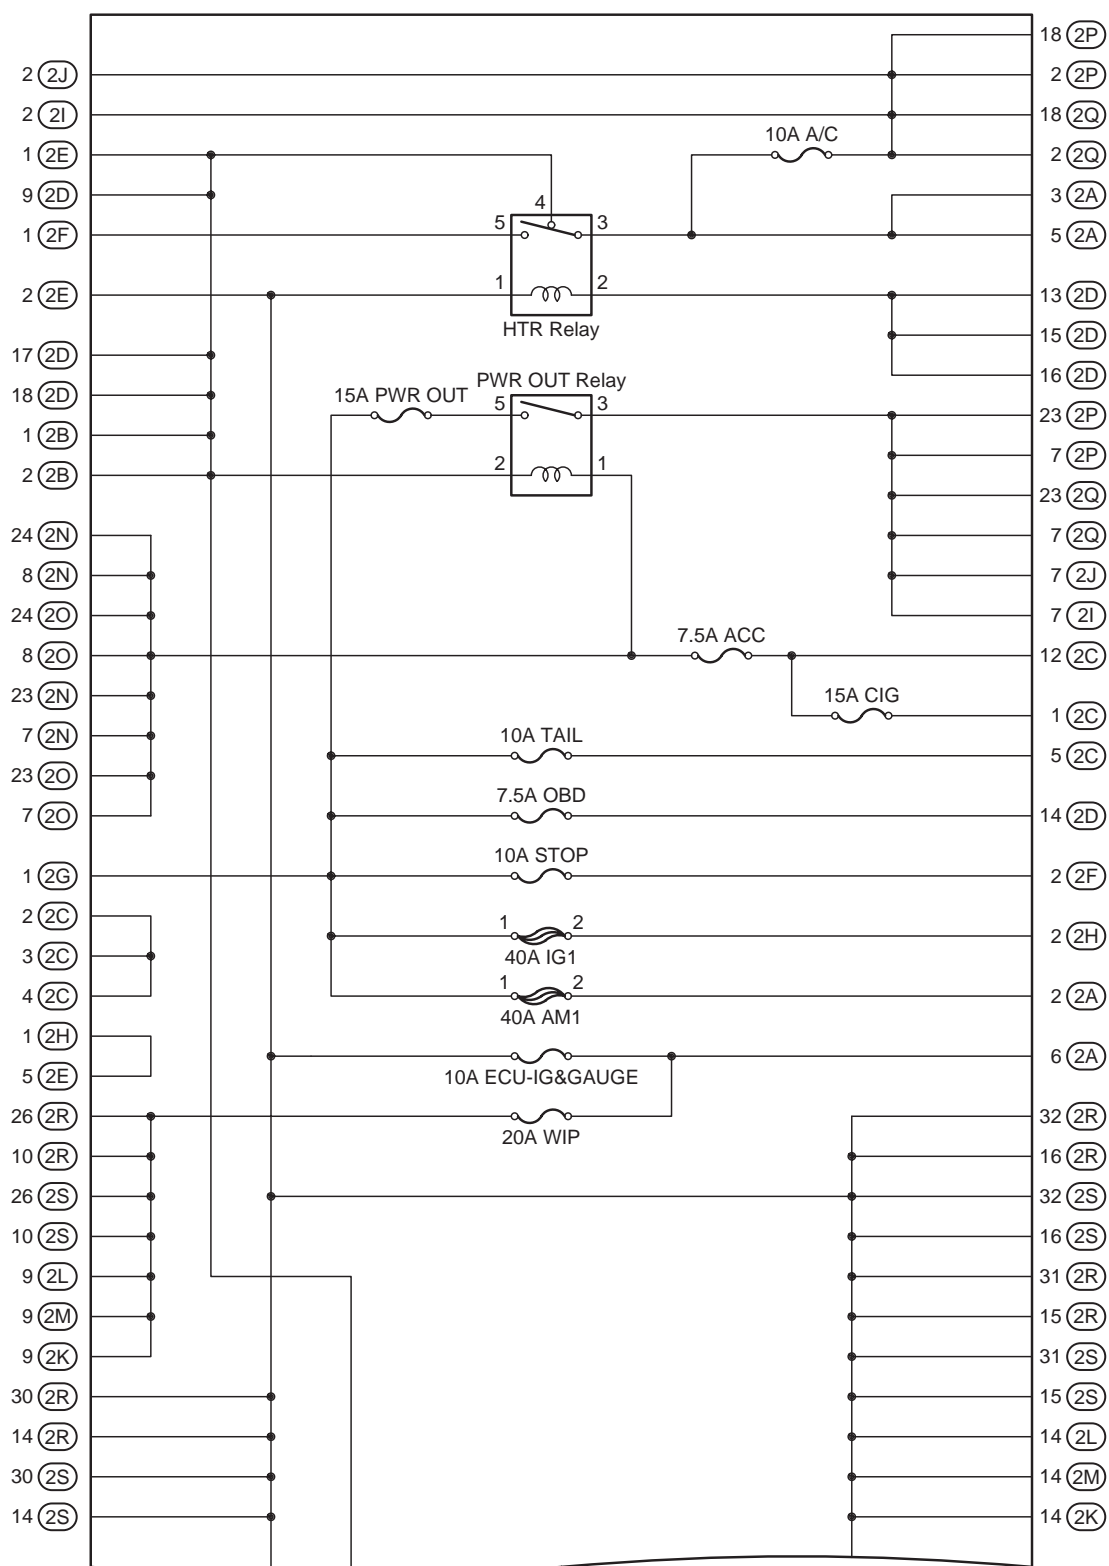 18 2P
2 2J
2 2P
2 2I
18 2Q
10A A/C
1 2E
2 2Q
9 2D
4
3 2A
1 2F
5
3
5 2A
2 2E
1
2
13 2D
HTR Relay
15 2D
17 2D
16 2D
PWR OUT Relay
18 2D
15A PWR OUT
5
3
23 2P
1 2B
7 2P
2 2B
2
1
23 2Q
24 2N
7 2Q
8 2N
7 2J
24 2O
7 2I
7.5A ACC
8 2O
12 2C
23 2N
15A CIG
1 2C
7 2N
10A TAIL
5 2C
23 2O
7.5A OBD
7 2O
14 2D
10A STOP
1 2G
2 2F
2 2C
1
2
2 2H
3 2C
40A IG1
1
2
4 2C
2 2A
40A AM1
1 2H
6 2A
5 2E
10A ECU-IG&GAUGE
26 2R
32 2R
20A WIP
10 2R
16 2R
26 2S
32 2S
10 2S
16 2S
9 2L
31 2R
9 2M
15 2R
9 2K
31 2S
30 2R
15 2S
14 2R
14 2L
30 2S
14 2M
14 2S
14 2K